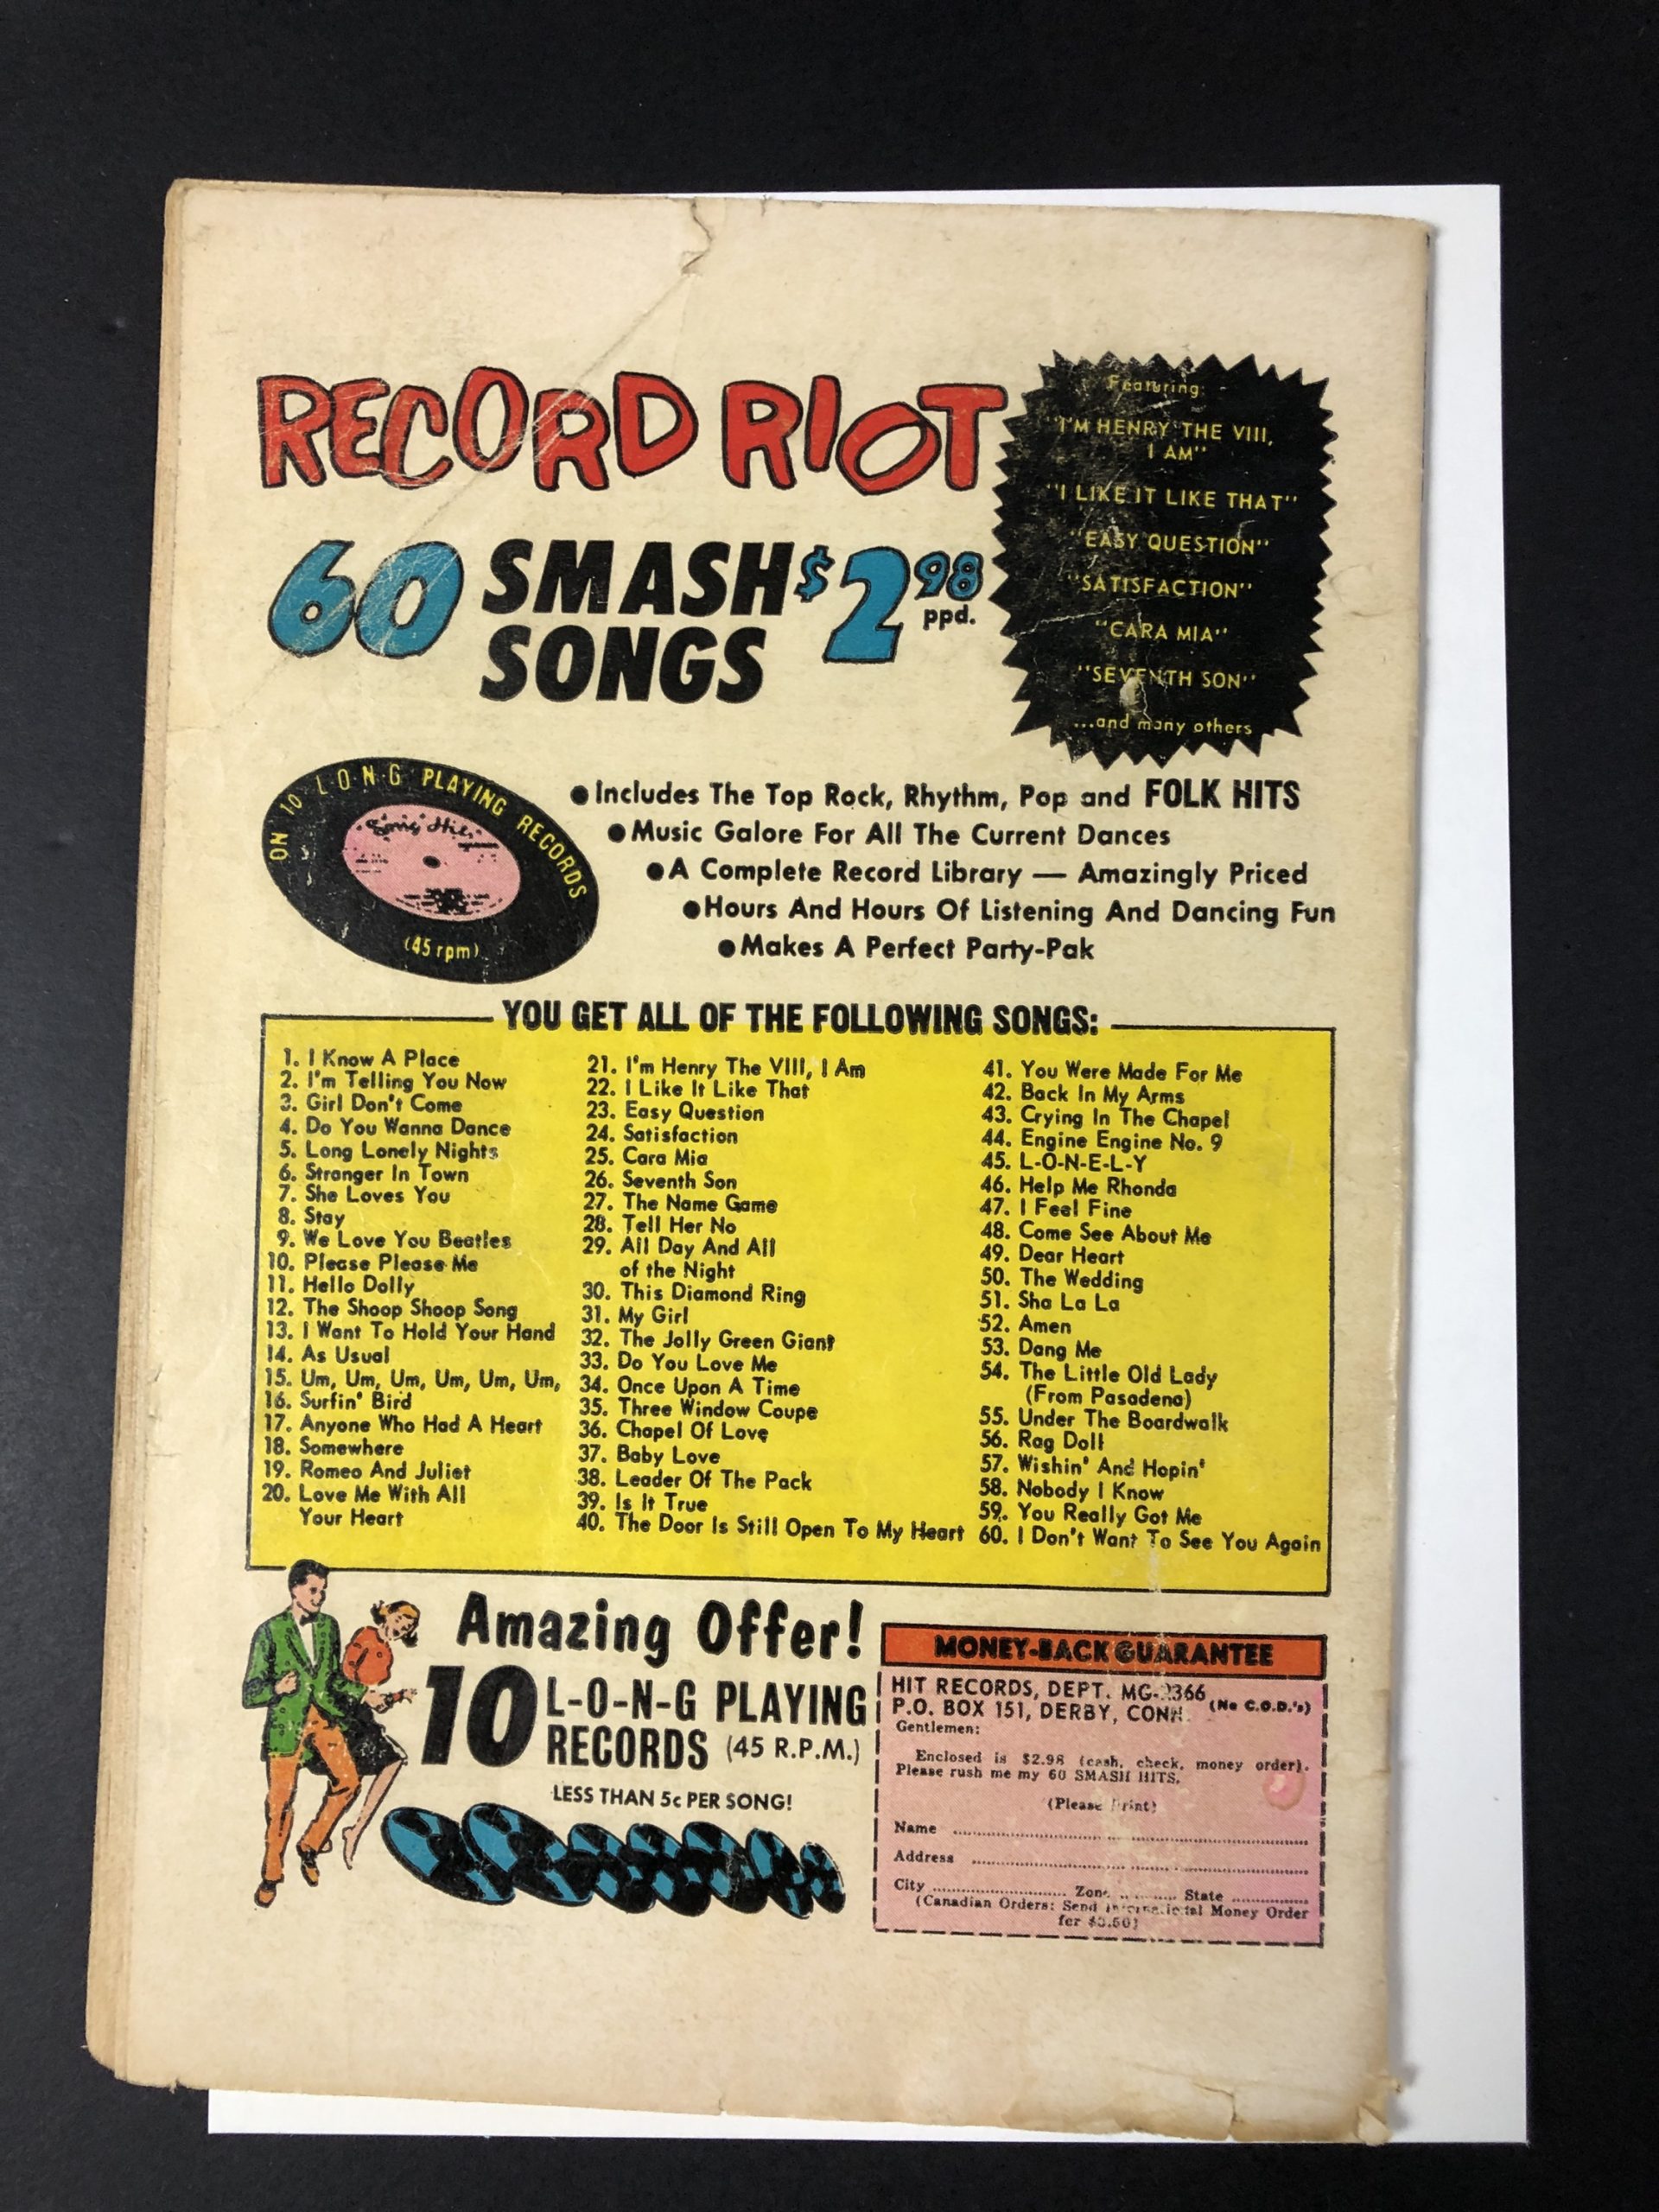 RECORD RIOT
60 SMASH SONGS $2.98 ppd.
Featuring:
"I'M HENRY THE VIII,
I AM"
"I LIKE IT LIKE THAT"
"EASY QUESTION"
"SATISFACTION"
"CARA MIA"
"SEVENTH SON"
...and many others
ON 10 L·O·N·G PLAYING RECORDS
(45 rpm)
●Includes The Top Rock, Rhythm, Pop and FOLK HITS
●Music Galore For All The Current Dances
●A Complete Record Library — Amazingly Priced
●Hours And Hours Of Listening And Dancing Fun
●Makes A Perfect Party-Pak
YOU GET ALL OF THE FOLLOWING SONGS:
1. I Know A Place
2. I'm Telling You Now
3. Girl Don't Come
4. Do You Wanna Dance
5. Long Lonely Nights
6. Stranger In Town
7. She Loves You
8. Stay
9. We Love You Beatles
10. Please Please Me
11. Hello Dolly
12. The Shoop Shoop Song
13. I Want To Hold Your Hand
14. As Usual
15. Um, Um, Um, Um, Um, Um,
16. Surfin' Bird
17. Anyone Who Had A Heart
18. Somewhere
19. Romeo And Juliet
20. Love Me With All
Your Heart
21. I'm Henry The VIII, I Am
22. I Like It Like That
23. Easy Question
24. Satisfaction
25. Cara Mia
26. Seventh Son
27. The Name Game
28. Tell Her No
29. All Day And All
of the Night
30. This Diamond Ring
31. My Girl
32. The Jolly Green Giant
33. Do You Love Me
34. Once Upon A Time
35. Three Window Coupe
36. Chapel Of Love
37. Baby Love
38. Leader Of The Pack
39. Is It True
40. The Door Is Still Open To My Heart
41. You Were Made For Me
42. Back In My Arms
43. Crying In The Chapel
44. Engine Engine No. 9
45. L-O-N-E-L-Y
46. Help Me Rhonda
47. I Feel Fine
48. Come See About Me
49. Dear Heart
50. The Wedding
51. Sha La La
52. Amen
53. Dang Me
54. The Little Old Lady
(From Pasadena)
55. Under The Boardwalk
56. Rag Doll
57. Wishin' And Hopin'
58. Nobody I Know
59. You Really Got Me
60. I Don't Want To See You Again
Amazing Offer!
10 L-O-N-G PLAYING
RECORDS (45 R.P.M.)
LESS THAN 5c PER SONG!
MONEY-BACK GUARANTEE
HIT RECORDS, DEPT.
P.O. BOX 151, DERBY, CONN. (No C.O.D.'s)
Gentlemen:
Enclosed is $2.98 (cash, check, money order).
Please rush me my 60 SMASH HITS.
(Please Print)
Name
Address
City Zone State
(Canadian Orders: Send International Money Order
for $3.50)